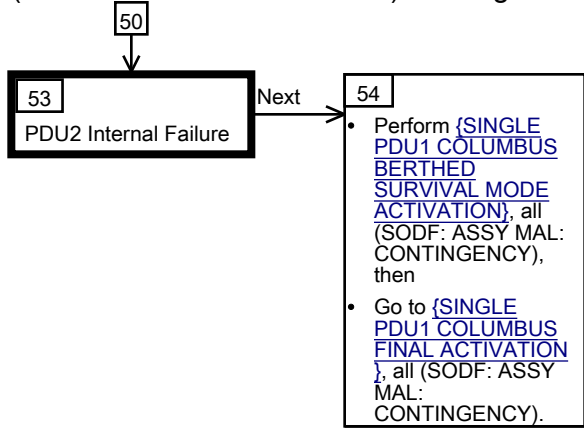 50
53
PDU2 Internal Failure
Next
54
• Perform {SINGLE
PDU1 COLUMBUS
BERTHED
SURVIVAL MODE
ACTIVATION}, all
(SODF: ASSY MAL:
CONTINGENCY),
then
• Go to {SINGLE
PDU1 COLUMBUS
FINAL ACTIVATION
}, all (SODF: ASSY
MAL:
CONTINGENCY).